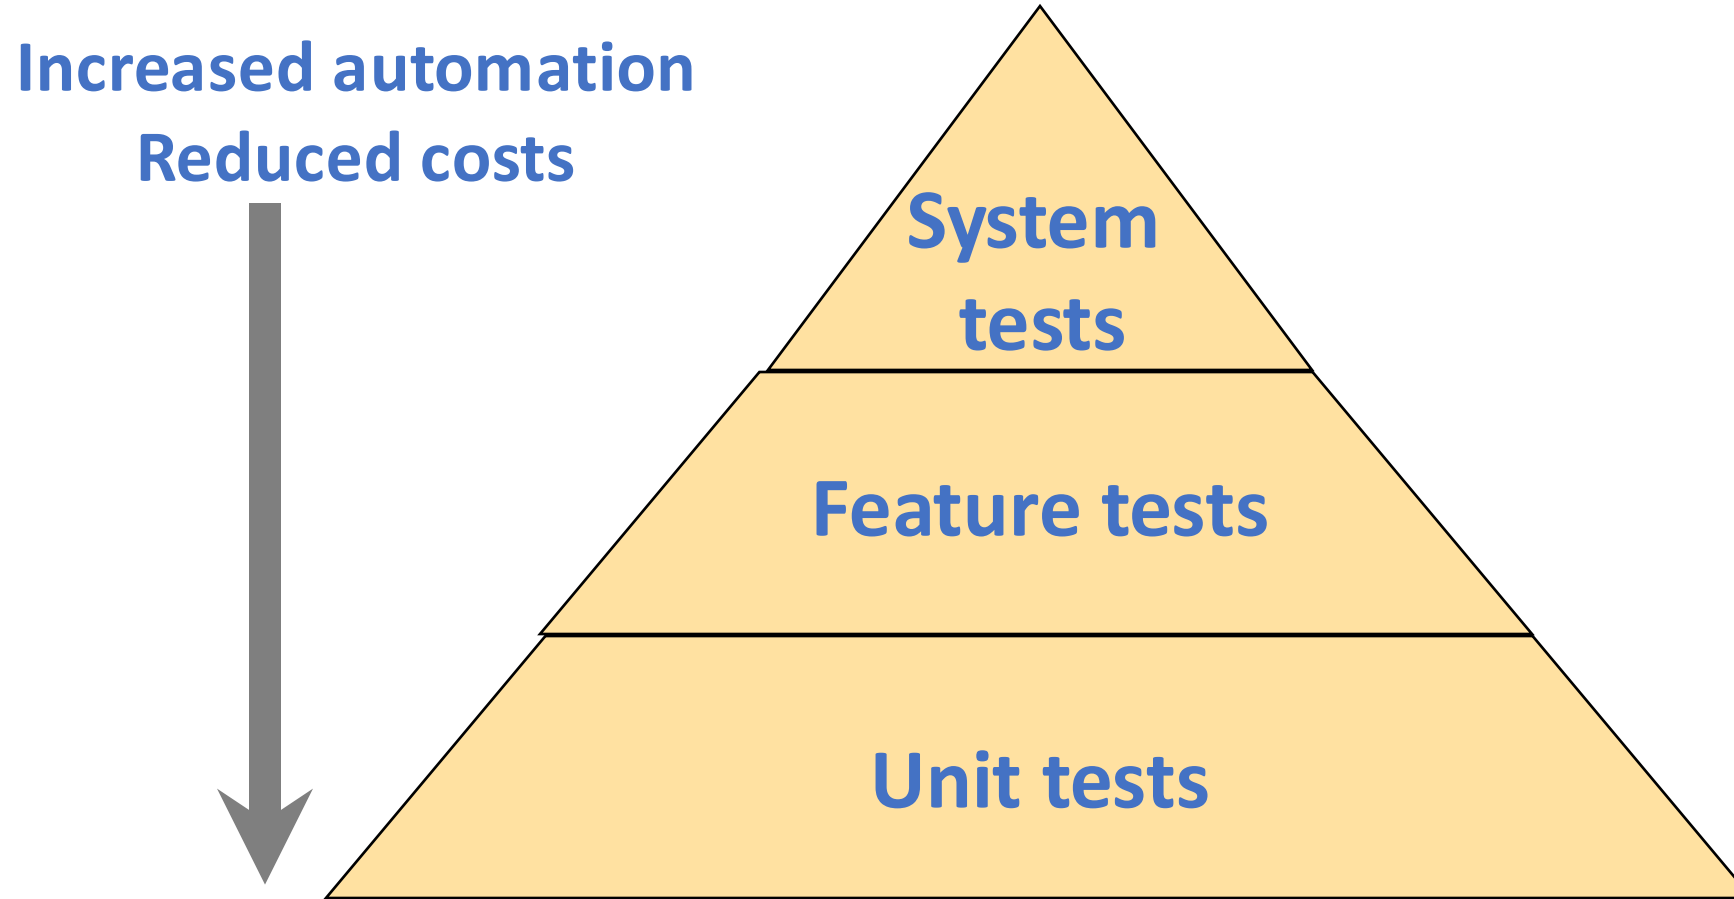 Increased automation
Reduced costs
System
tests
Feature tests
Unit tests